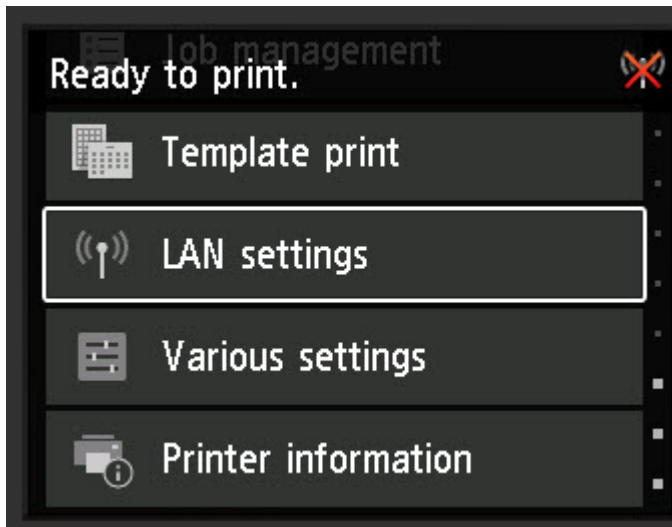 Job management
Ready to print.
Template print
LAN settings
Various settings
Printer information